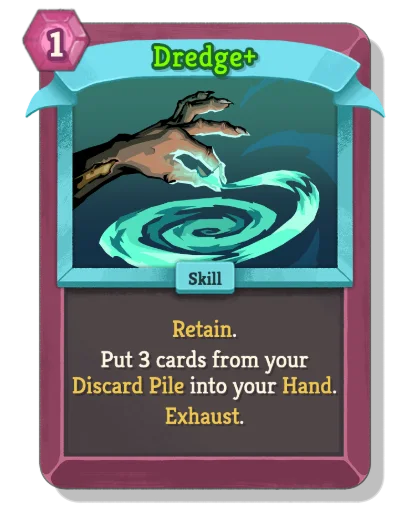 1
Dredge+
Skill
Retain.
Put 3 cards from your
Discard Pile into your Hand.
Exhaust.